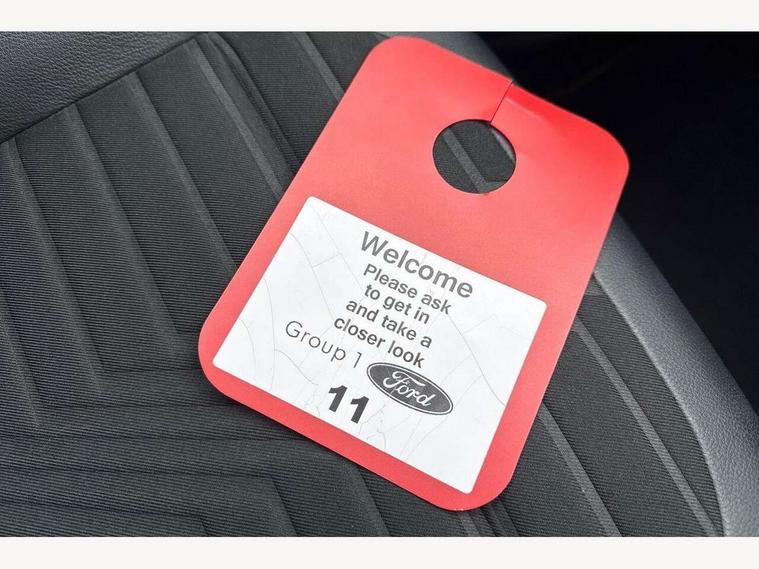 Welcome
Please ask
to get in
and take a
closer look
Group 1 Ford
11